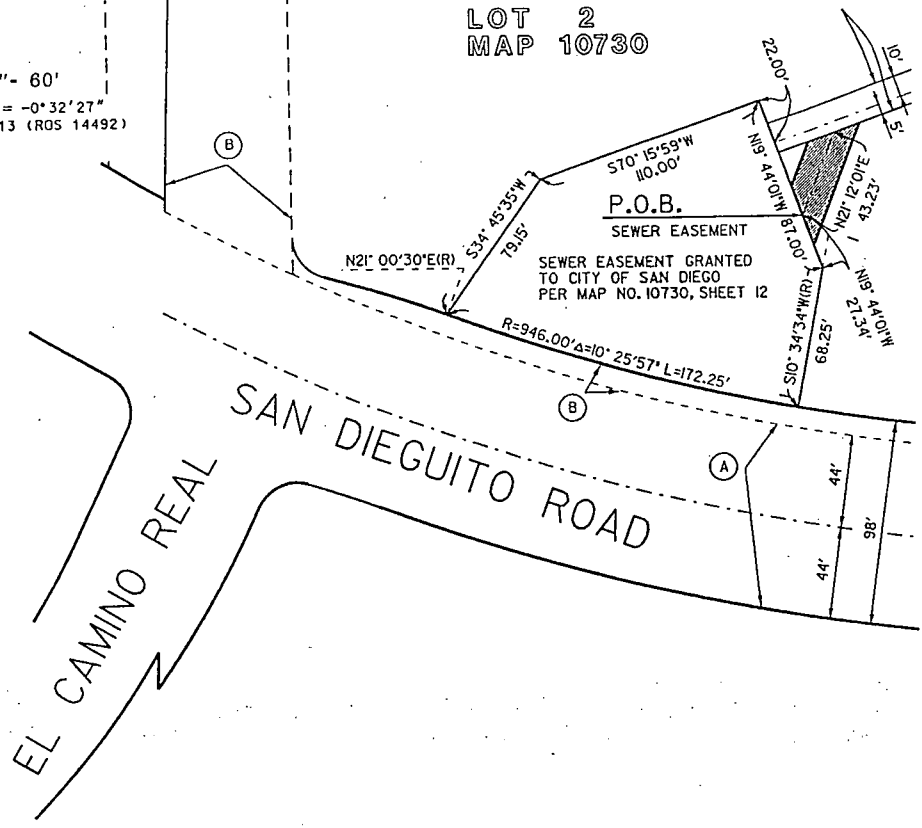 LOT 2
MAP 10730
"- 60'
= -0°32'27"
13 (ROS 14492)
B
22.00'
10'
5'
S70° 15'59"W
110.00'
N19° 44'01"W
87.00'
N21° 12'01"E
43.23'
S34° 45'35"W
79.15'
P.O.B.
SEWER EASEMENT
N21° 00'30"E(R)
SEWER EASEMENT GRANTED
TO CITY OF SAN DIEGO
PER MAP NO. 10730, SHEET 12
N19° 44'01"W
27.34'
S10° 34'34"W(R)
68.25'
R=946.00' Δ=10° 25'57" L=172.25'
B
A
SAN DIEGUITO ROAD
44'
44'
98'
EL CAMINO REAL